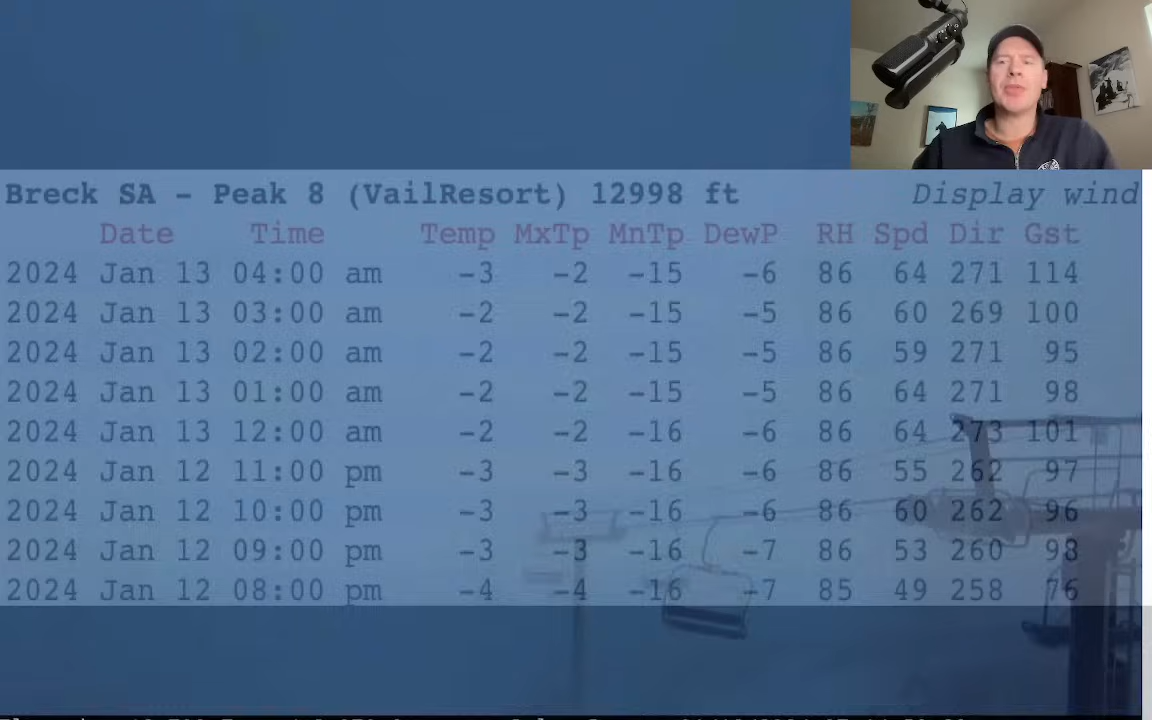 Breck SA - Peak 8 (VailResort) 12998 ft Display wind
Date Time Temp MxTp MnTp DewP RH Spd Dir Gst
2024 Jan 13 04:00 am -3 -2 -15 -6 86 64 271 114
2024 Jan 13 03:00 am -2 -2 -15 -5 86 60 269 100
2024 Jan 13 02:00 am -2 -2 -15 -5 86 59 271 95
2024 Jan 13 01:00 am -2 -2 -15 -5 86 64 271 98
2024 Jan 13 12:00 am -2 -2 -16 -6 86 64 273 101
2024 Jan 12 11:00 pm -3 -3 -16 -6 86 55 262 97
2024 Jan 12 10:00 pm -3 -3 -16 -6 86 60 262 96
2024 Jan 12 09:00 pm -3 -3 -16 -7 86 53 260 98
2024 Jan 12 08:00 pm -4 -4 -16 -7 85 49 258 76